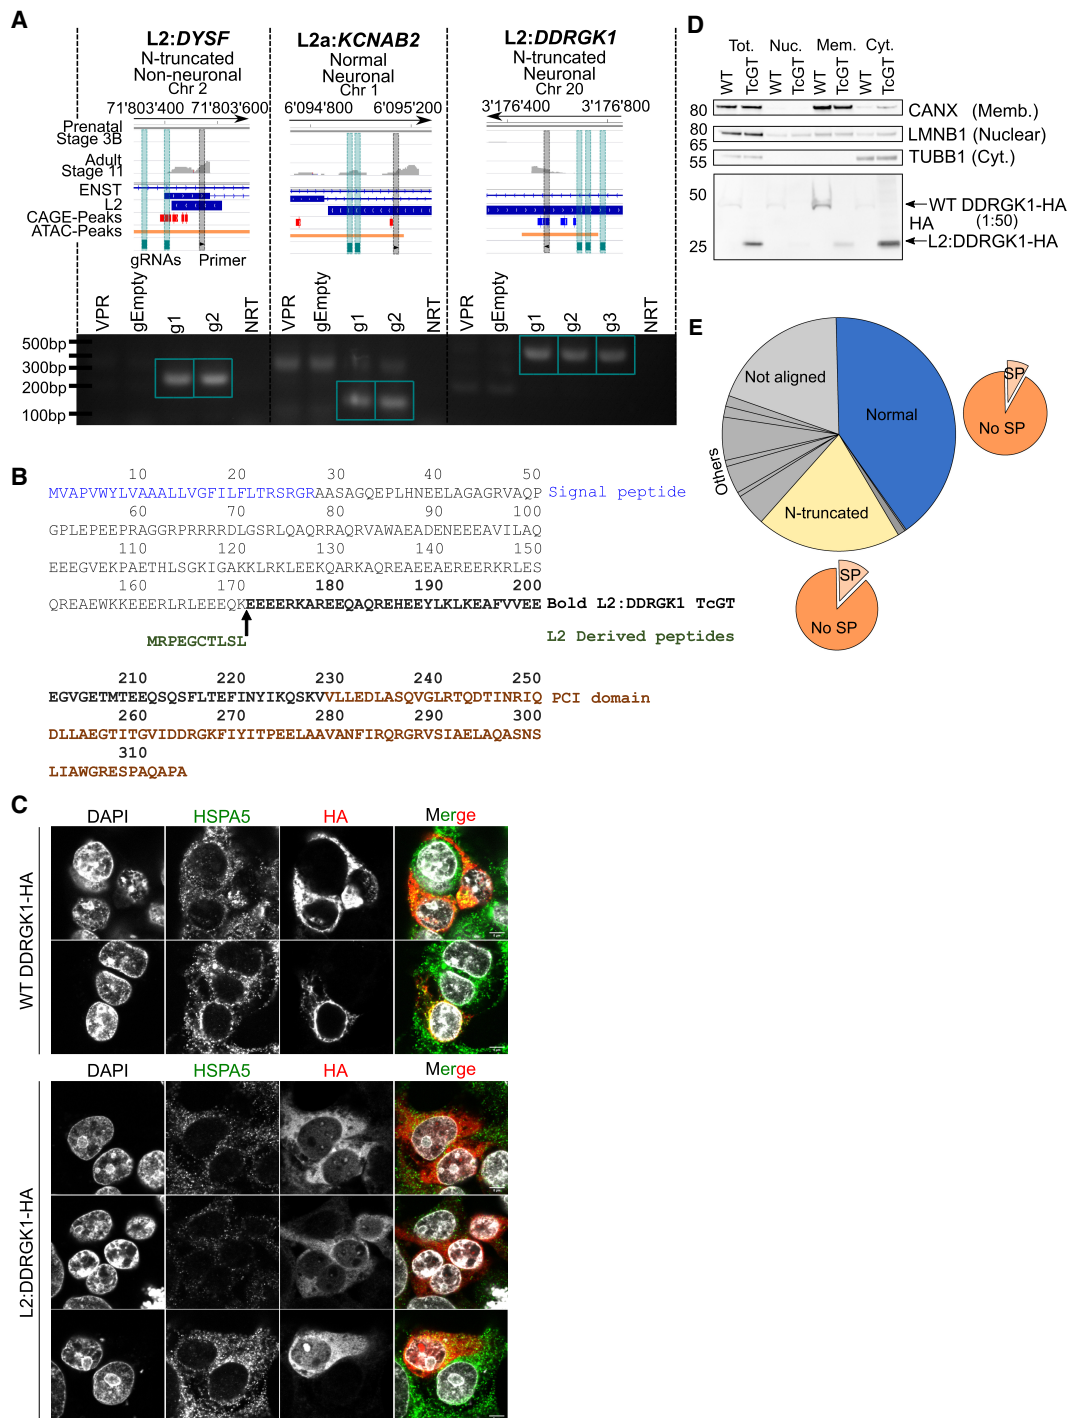 A
L2:DYSF
N-truncated
Non-neuronal
Chr 2
71'803'400 71'803'600
L2a:KCNAB2
Normal
Neuronal
Chr 1
6'094'800 6'095'200
L2:DDRGK1
N-truncated
Neuronal
Chr 20
3'176'400 3'176'800
Prenatal
Stage 3B
Adult
Stage 11
ENST
L2
CAGE-Peaks
ATAC-Peaks
gRNAs Primer
VPR gEmpty g1 g2 NRT VPR gEmpty g1 g2 NRT VPR gEmpty g1 g2 g3 NRT
500bp
300bp
200bp
100bp
B
10 20 30 40 50
MVAPVWYLVAAALLVGFILFLTRSRGRAASAGQEPLHNEELAGAGRVAQP Signal peptide
60 70 80 90 100
GPLEPEEPRAGGRPRRRRDLGSRLQAQRRAQRVAWAEADENEEEAVILAQ
110 120 130 140 150
EEEGVEKPAETHLSGKIGAKKLRKLEEKQARKAQREAEEAEREERKRLES
160 170 180 190 200
QREAEWKKEEERLRLEEEQKEEEERKAREEQAQREHEEYLKLKEAFVVEE Bold L2:DDRGK1 TcGT
MRPEGCTLSL L2 Derived peptides
210 220 230 240 250
EGVGETMTEEQSQSFLTEFINYIKQSKVVLLEDLASQVGLRTQDTINRIQ PCI domain
260 270 280 290 300
DLLAEGTITGVIDDRGKFIYITPEELAAVANFIRQRGRVSIAELAQASNS
310
LIAWGRESPAQAPA
C
DAPI HSPA5 HA Merge
WT DDRGK1-HA
DAPI HSPA5 HA Merge
L2:DDRGK1-HA
D
Tot. Nuc. Mem. Cyt.
WT TcGT WT TcGT WT TcGT WT TcGT
80 CANX (Memb.)
80 LMNB1 (Nuclear)
65
55 TUBB1 (Cyt.)
50
WT DDRGK1-HA
HA (1:50)
25 L2:DDRGK1-HA
E
Not aligned
Normal
Others
N-truncated
SP
No SP
SP
No SP